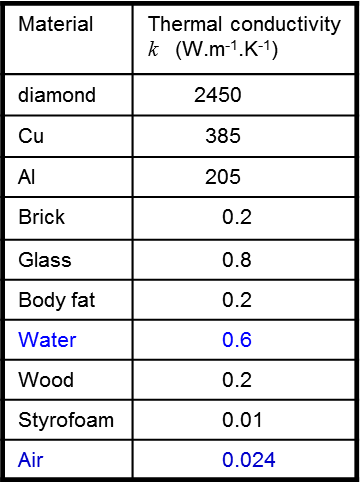 Material Thermal conductivity
k (W.m-1.K-1)
diamond 2450
Cu 385
Al 205
Brick 0.2
Glass 0.8
Body fat 0.2
Water 0.6
Wood 0.2
Styrofoam 0.01
Air 0.024